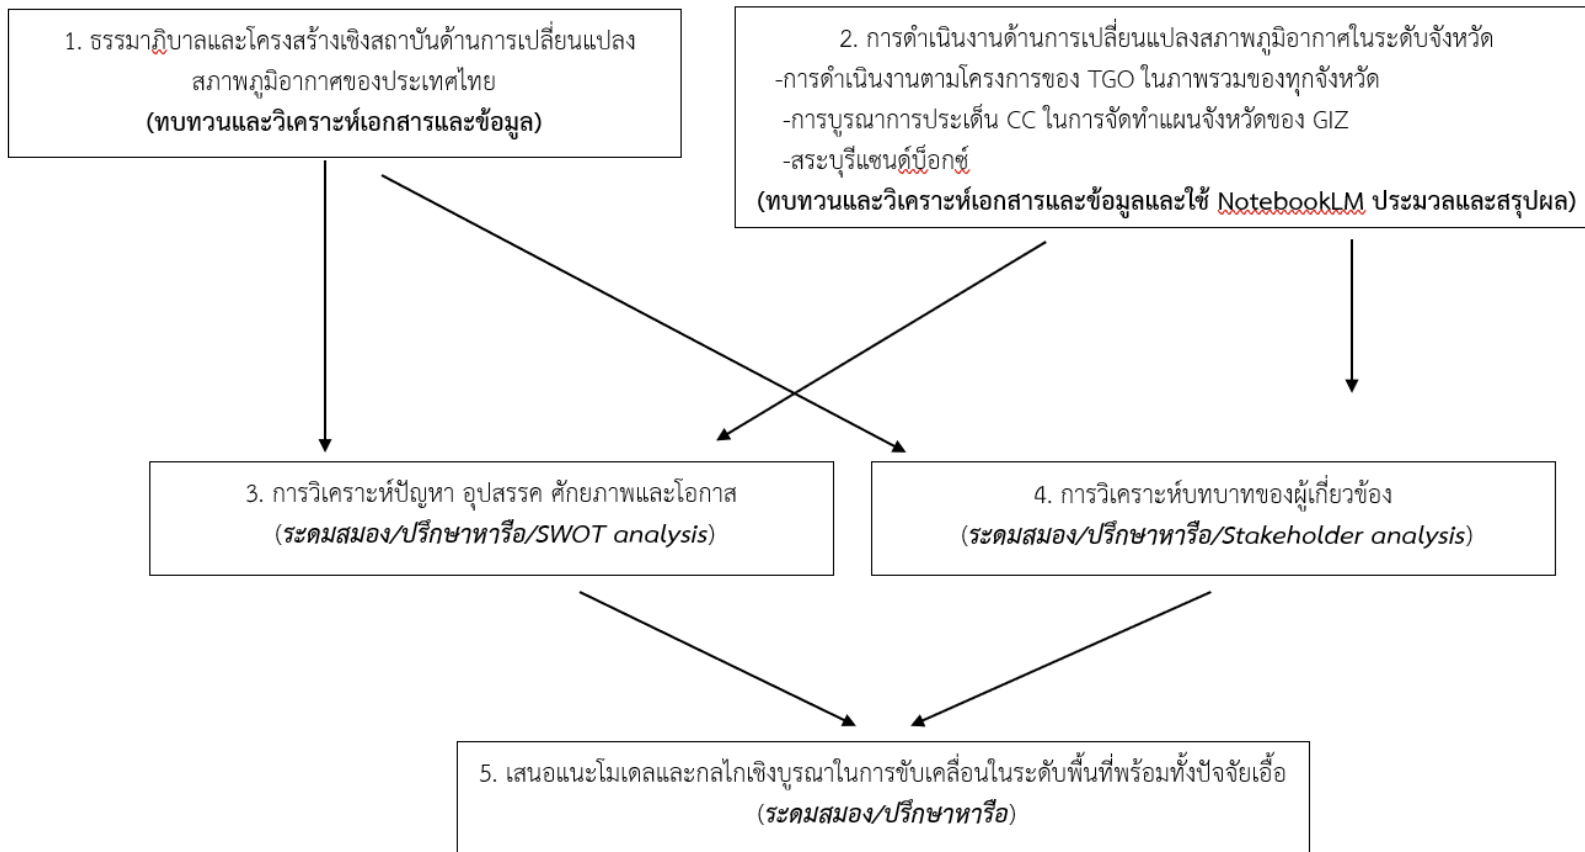 1. ธรรมาภิบาลและโครงสร้างเชิงสถาบันด้านการเปลี่ยนแปลง
สภาพภูมิอากาศของประเทศไทย
(ทบทวนและวิเคราะห์เอกสารและข้อมูล)
2. การดำเนินงานด้านการเปลี่ยนแปลงสภาพภูมิอากาศในระดับจังหวัด
-การดำเนินงานตามโครงการของ TGO ในภาพรวมของทุกจังหวัด
-การบูรณาการประเด็น CC ในการจัดทำแผนจังหวัดของ GIZ
-สระบุรีแซนด์บ็อกซ์
(ทบทวนและวิเคราะห์เอกสารและข้อมูลและใช้ NotebookLM ประมวลและสรุปผล)
3. การวิเคราะห์ปัญหา อุปสรรค ศักยภาพและโอกาส
(ระดมสมอง/ปรึกษาหารือ/SWOT analysis)
4. การวิเคราะห์บทบาทของผู้เกี่ยวข้อง
(ระดมสมอง/ปรึกษาหารือ/Stakeholder analysis)
5. เสนอแนะโมเดลและกลไกเชิงบูรณาในการขับเคลื่อนในระดับพื้นที่พร้อมทั้งปัจจัยเอื้อ
(ระดมสมอง/ปรึกษาหารือ)